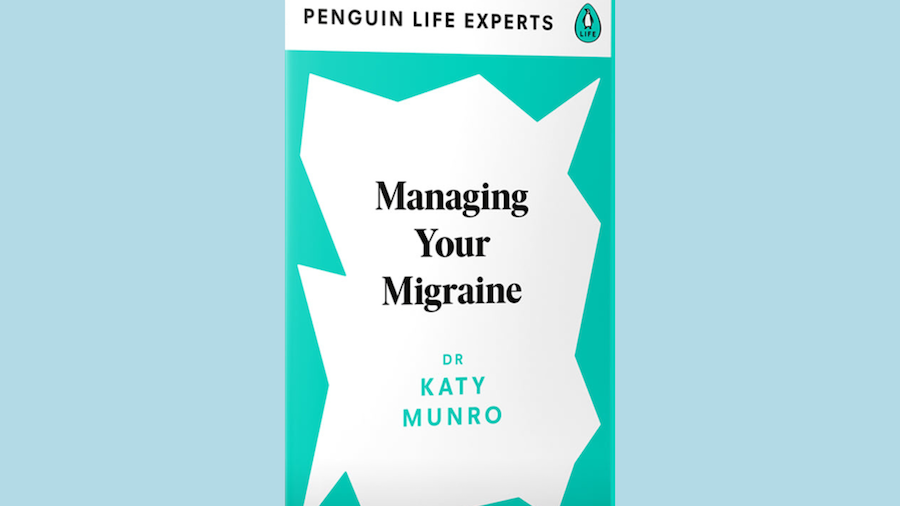 PENGUIN LIFE EXPERTS
LIFE
Managing
Your
Migraine
DR
KATY
MUNRO